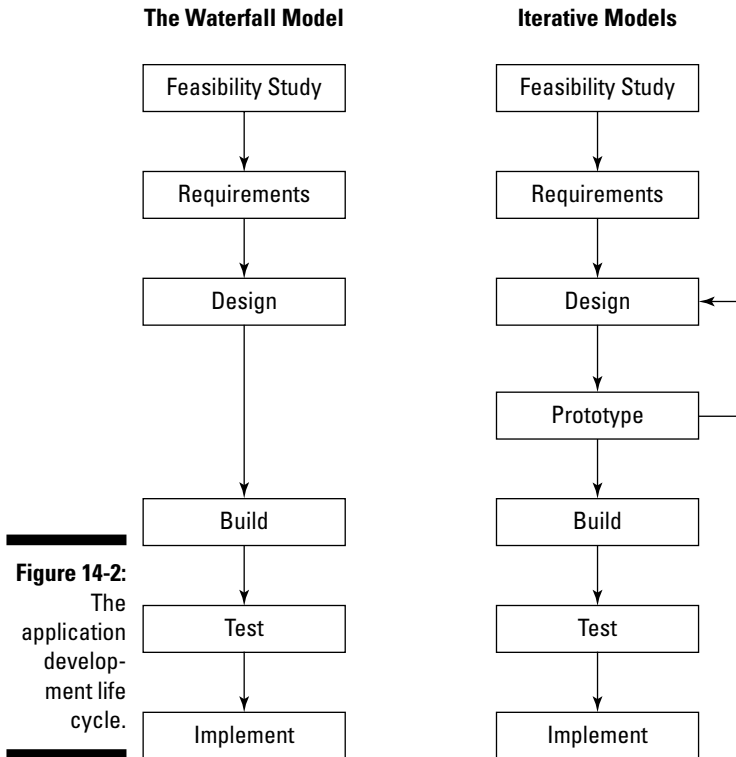 The Waterfall Model
Feasibility Study
Requirements
Design
Build
Test
Implement
Iterative Models
Feasibility Study
Requirements
Design
Prototype
Build
Test
Implement
Figure 14-2:
The
application
develop-
ment life
cycle.